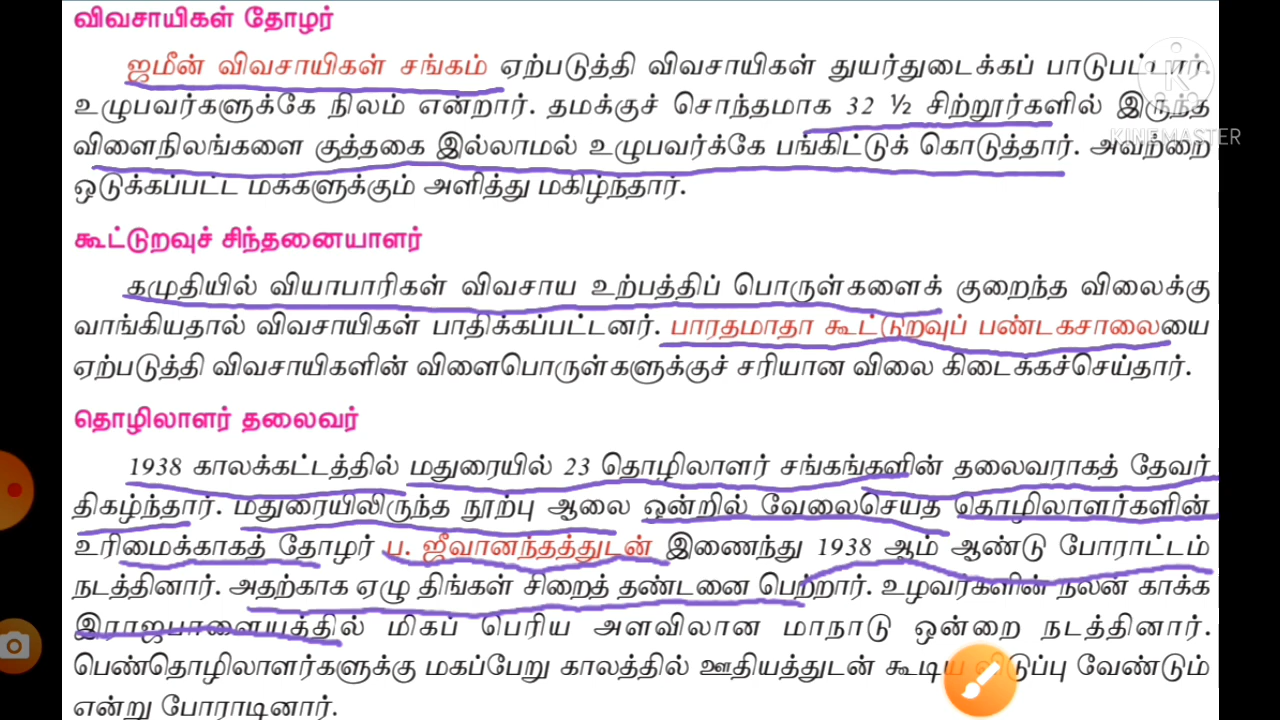 விவசாயிகள் தோழர்
ஜமீன் விவசாயிகள் சங்கம் ஏற்படுத்தி விவசாயிகள் துயர்துடைக்கப் பாடுபட்டார்.
உழுபவர்களுக்கே நிலம் என்றார். தமக்குச் சொந்தமாக 32 ½ சிற்றூர்களில் இருந்த
விளைநிலங்களை குத்தகை இல்லாமல் உழுபவர்க்கே பங்கிட்டுக் கொடுத்தார். அவற்றை
ஒடுக்கப்பட்ட மக்களுக்கும் அளித்து மகிழ்ந்தார்.
KINEMASTER
கூட்டுறவுச் சிந்தனையாளர்
கமுதியில் வியாபாரிகள் விவசாய உற்பத்திப் பொருள்களைக் குறைந்த விலைக்கு
வாங்கியதால் விவசாயிகள் பாதிக்கப்பட்டனர். பாரதமாதா கூட்டுறவுப் பண்டகசாலையை
ஏற்படுத்தி விவசாயிகளின் விளைபொருள்களுக்குச் சரியான விலை கிடைக்கச்செய்தார்.
தொழிலாளர் தலைவர்
1938 காலக்கட்டத்தில் மதுரையில் 23 தொழிலாளர் சங்கங்களின் தலைவராகத் தேவர்
திகழ்ந்தார். மதுரையிலிருந்த நூற்பு ஆலை ஒன்றில் வேலைசெய்த தொழிலாளர்களின்
உரிமைக்காகத் தோழர் ப. ஜீவானந்தத்துடன் இணைந்து 1938 ஆம் ஆண்டு போராட்டம்
நடத்தினார். அதற்காக ஏழு திங்கள் சிறைத் தண்டனை பெற்றார். உழவர்களின் நலன் காக்க
இராஜபாளையத்தில் மிகப் பெரிய அளவிலான மாநாடு ஒன்றை நடத்தினார்.
பெண்தொழிலாளர்களுக்கு மகப்பேறு காலத்தில் ஊதியத்துடன் கூடிய விடுப்பு வேண்டும்
என்று போராடினார்.